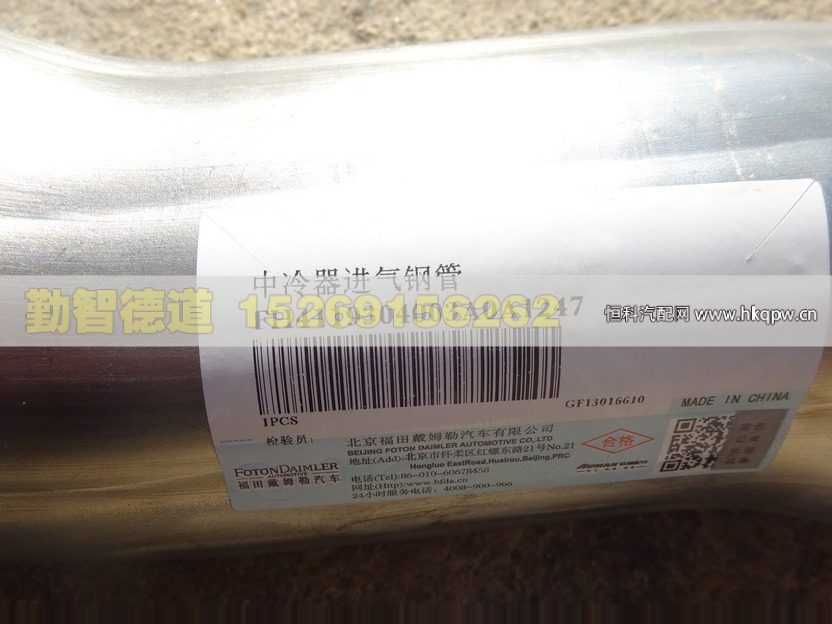 中冷器进气钢管
勤智德道 15269156262
恒科汽配网 www.hkqpw.cn
1PCS
GF13016610
MADE IN CHINA
检验员:
北京福田戴姆勒汽车有限公司
BEIJING FOTON DAIMLER AUTOMOTIVE CO.,LTD
地址(Add):北京市怀柔区红螺东路21号No.21
Hongluo EastRoad,Huairou,Beijing,PRC
合格
FOTONDAIMLER
AUTOMOTIVE
福田戴姆勒汽车
电话(Tel):86-010-60678458
网址(Http):www.bfda.cn
24小时服务电话: 4008-900-966
AUMAN